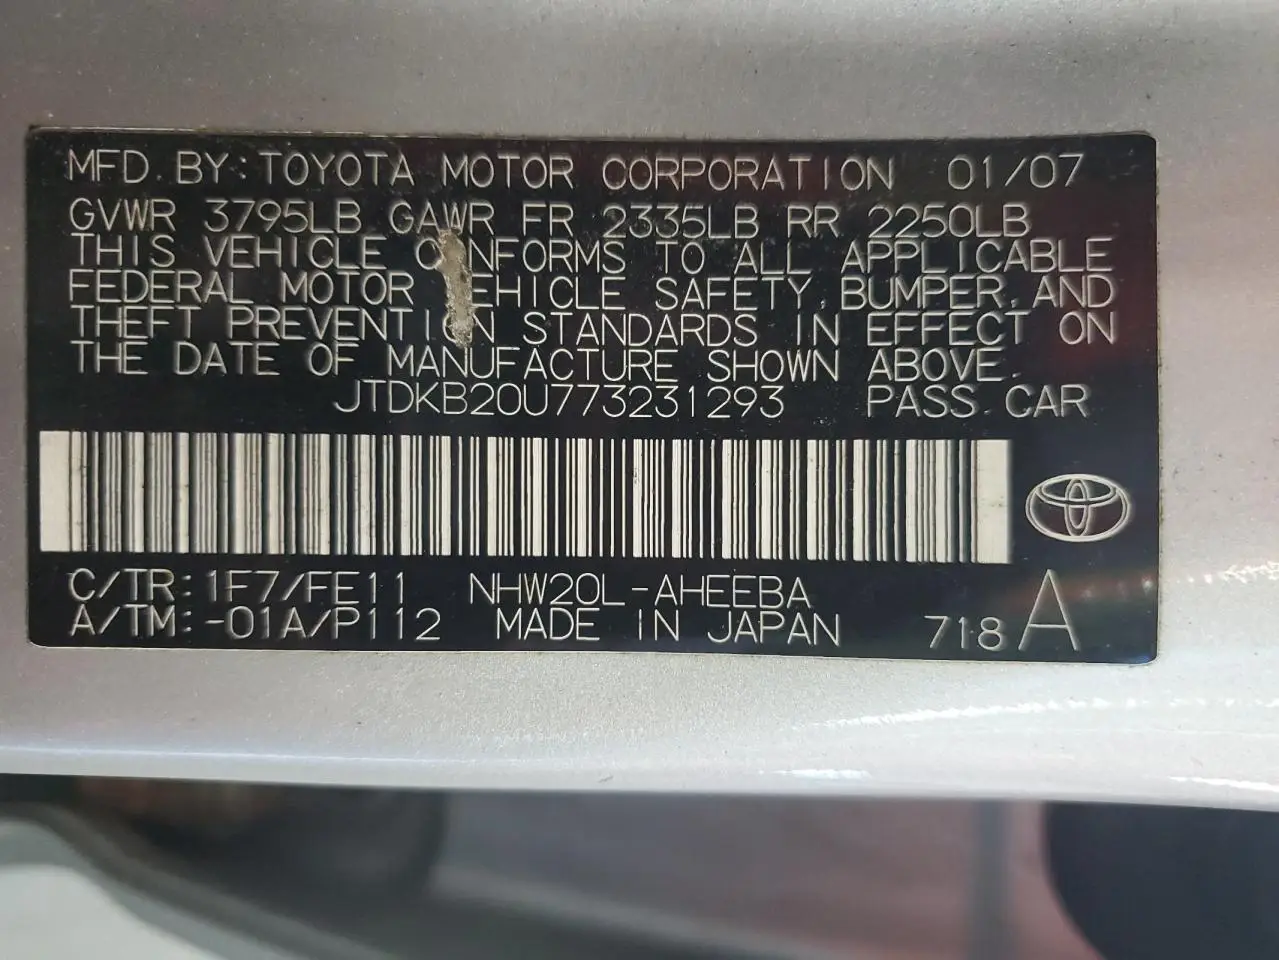 MFD. BY: TOYOTA MOTOR CORPORATION 01/07
GVWR 3795LB GAWR FR 2335LB RR 2250LB
THIS VEHICLE CONFORMS TO ALL APPLICABLE
FEDERAL MOTOR VEHICLE SAFETY, BUMPER, AND
THEFT PREVENTION STANDARDS IN EFFECT ON
THE DATE OF MANUFACTURE SHOWN ABOVE.
JTDKB20U773231293 PASS. CAR
C/TR: 1F7/FE11 NHW20L-AHEEBA
A/TM: -01A/P112 MADE IN JAPAN 718 A